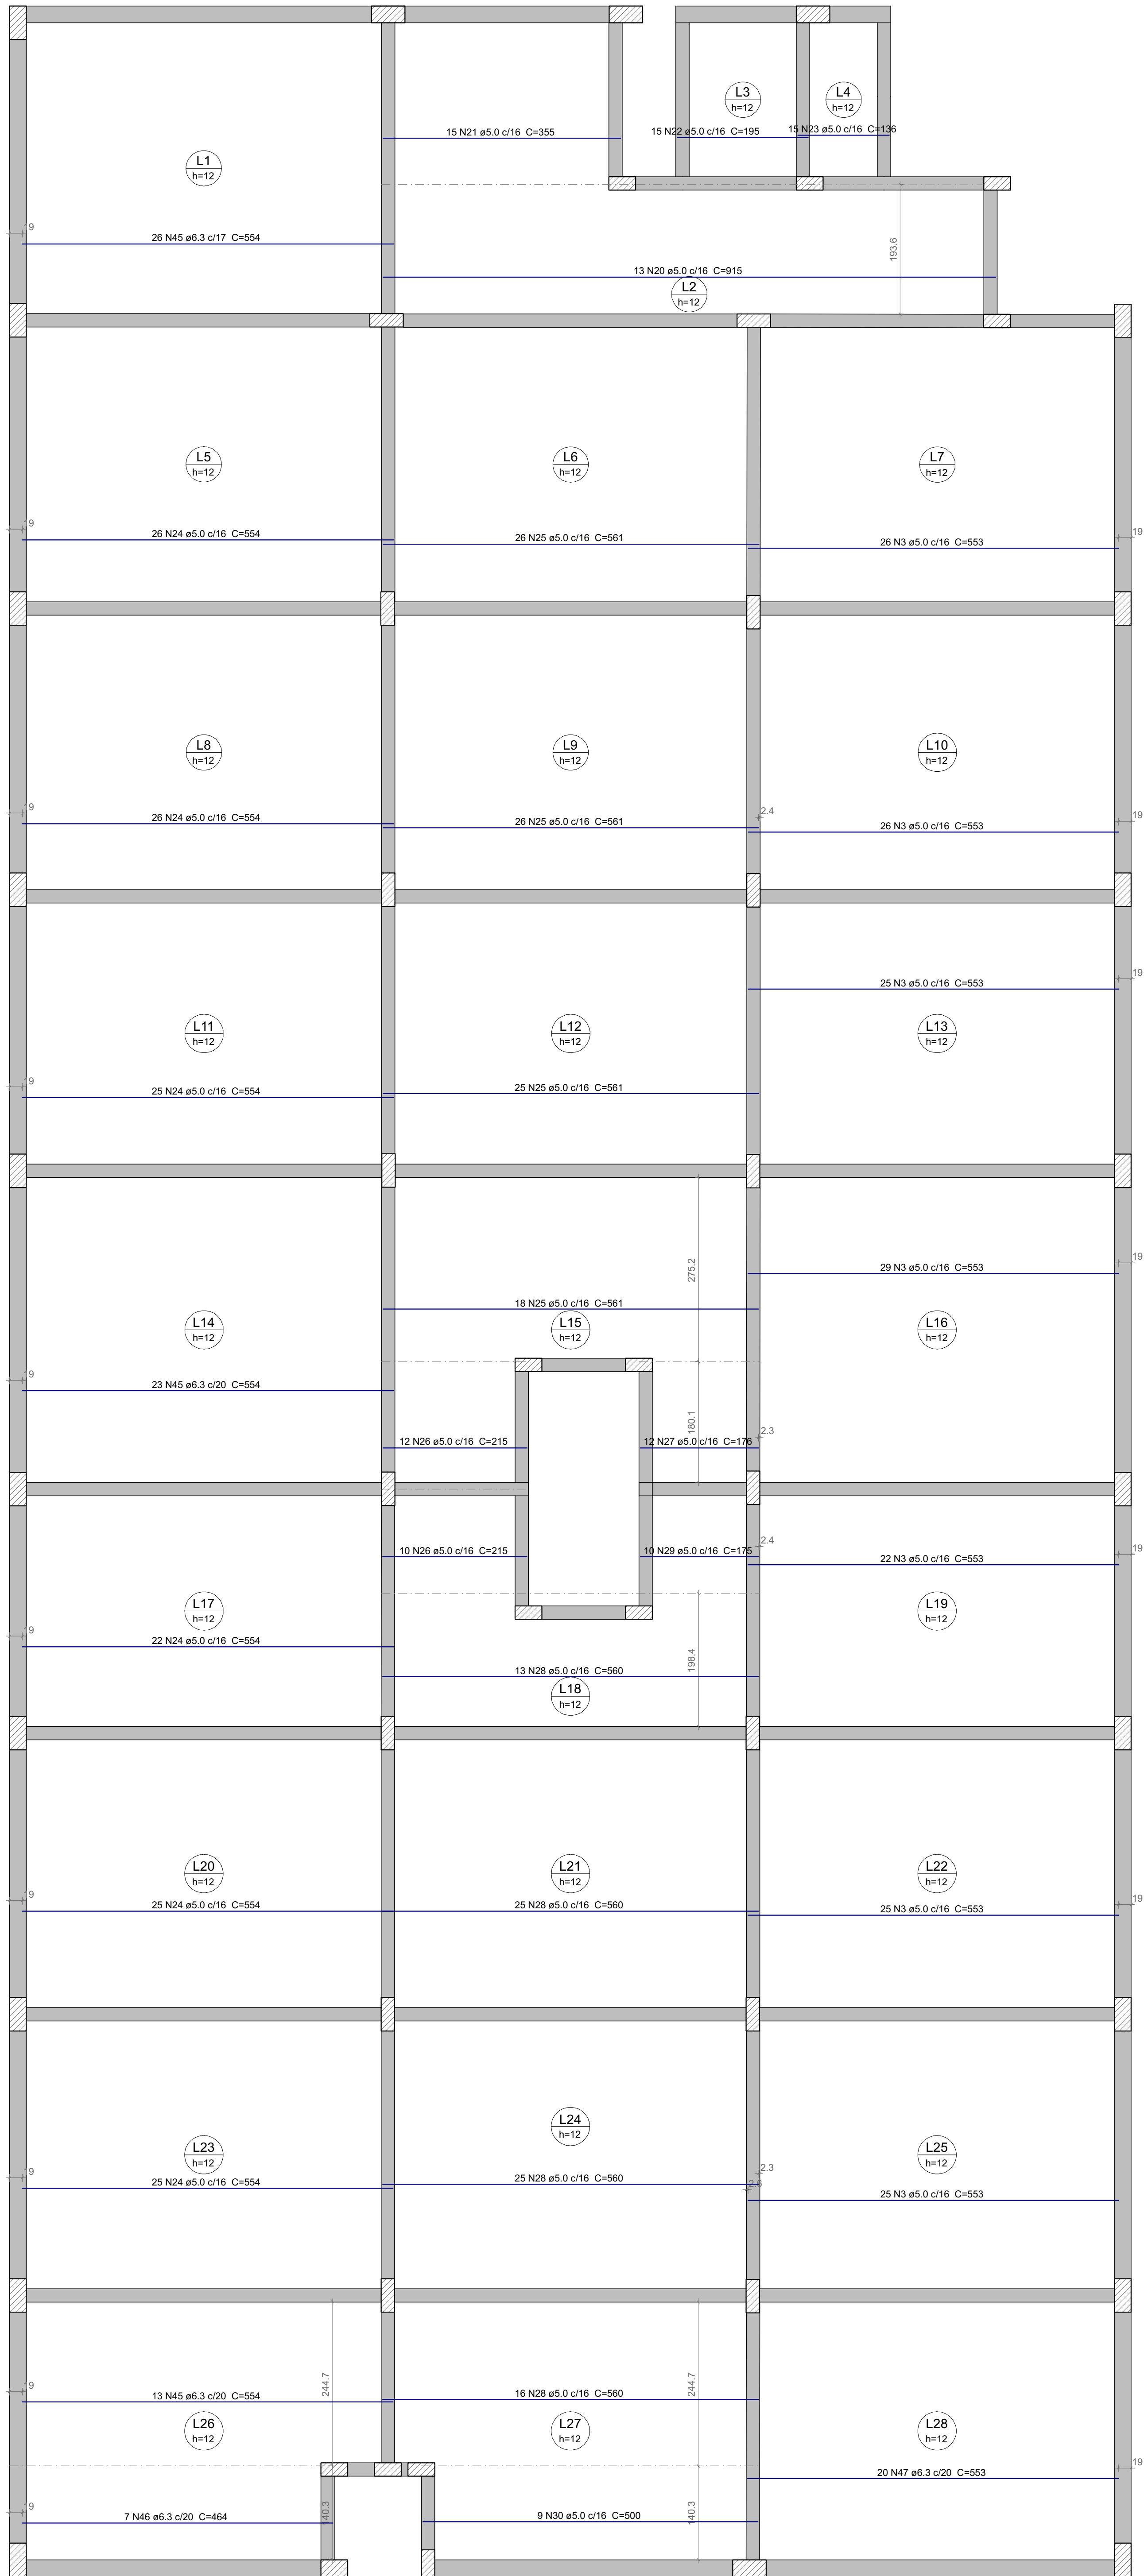 L3
h=12
L4
h=12
15 N21 ø5.0 c/16 C=355
15 N22 ø5.0 c/16 C=195
15 N23 ø5.0 c/16 C=136
L1
h=12
19
26 N45 ø6.3 c/17 C=554
193.6
13 N20 ø5.0 c/16 C=915
L2
h=12
L5
h=12
L6
h=12
L7
h=12
19
26 N24 ø5.0 c/16 C=554
26 N25 ø5.0 c/16 C=561
26 N3 ø5.0 c/16 C=553
19
L8
h=12
L9
h=12
L10
h=12
19
26 N24 ø5.0 c/16 C=554
26 N25 ø5.0 c/16 C=561
2.4
26 N3 ø5.0 c/16 C=553
19
25 N3 ø5.0 c/16 C=553
19
L11
h=12
L12
h=12
L13
h=12
19
25 N24 ø5.0 c/16 C=554
25 N25 ø5.0 c/16 C=561
275.2
29 N3 ø5.0 c/16 C=553
19
18 N25 ø5.0 c/16 C=561
L14
h=12
L15
h=12
L16
h=12
19
23 N45 ø6.3 c/20 C=554
180.1
12 N26 ø5.0 c/16 C=215
12 N27 ø5.0 c/16 C=176
2.3
10 N26 ø5.0 c/16 C=215
10 N29 ø5.0 c/16 C=175
2.4
22 N3 ø5.0 c/16 C=553
19
L17
h=12
L19
h=12
19
22 N24 ø5.0 c/16 C=554
198.4
13 N28 ø5.0 c/16 C=560
L18
h=12
L20
h=12
L21
h=12
L22
h=12
19
25 N24 ø5.0 c/16 C=554
25 N28 ø5.0 c/16 C=560
25 N3 ø5.0 c/16 C=553
19
L24
h=12
L23
h=12
L25
h=12
19
25 N24 ø5.0 c/16 C=554
25 N28 ø5.0 c/16 C=560
2.3
2.6
25 N3 ø5.0 c/16 C=553
19
244.7
244.7
19
13 N45 ø6.3 c/20 C=554
16 N28 ø5.0 c/16 C=560
L26
h=12
L27
h=12
L28
h=12
20 N47 ø6.3 c/20 C=553
19
19
7 N46 ø6.3 c/20 C=464
140.3
9 N30 ø5.0 c/16 C=500
140.3